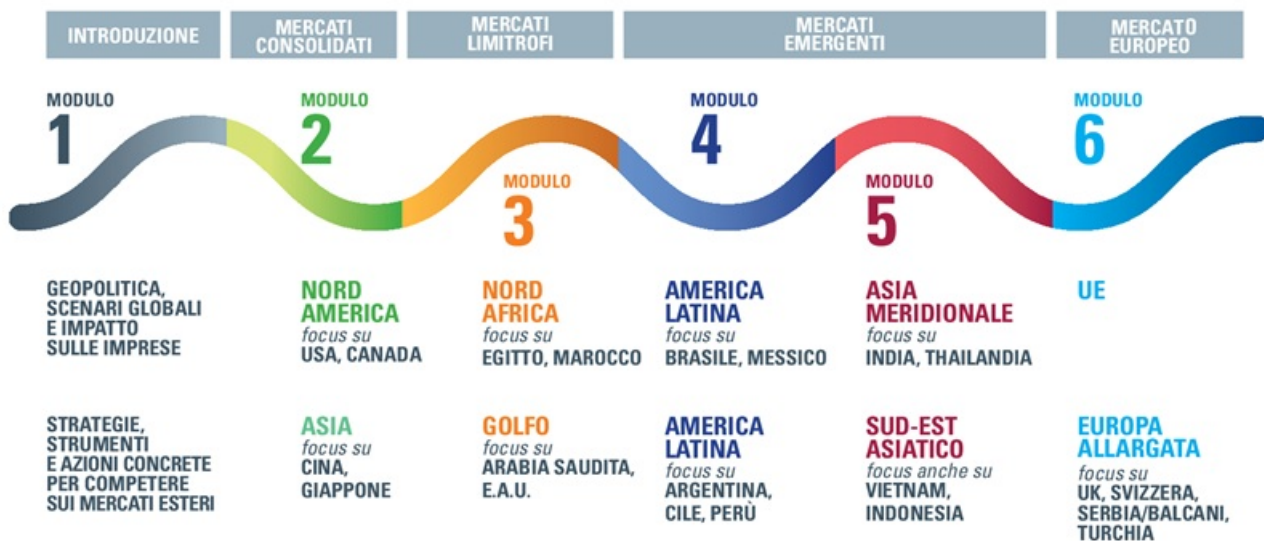 INTRODUZIONE
MERCATI
CONSOLIDATI
MERCATI
LIMITROFI
MERCATI
EMERGENTI
MERCATO
EUROPEO
MODULO
1
MODULO
2
MODULO
3
MODULO
4
MODULO
5
MODULO
6
GEOPOLITICA,
SCENARI GLOBALI
E IMPATTO
SULLE IMPRESE
NORD
AMERICA
focus su
USA, CANADA
NORD
AFRICA
focus su
EGITTO, MAROCCO
AMERICA
LATINA
focus su
BRASILE, MESSICO
ASIA
MERIDIONALE
focus su
INDIA, THAILANDIA
UE
STRATEGIE,
STRUMENTI
E AZIONI CONCRETE
PER COMPETERE
SUI MERCATI ESTERI
ASIA
focus su
CINA,
GIAPPONE
GOLFO
focus su
ARABIA SAUDITA,
E.A.U.
AMERICA
LATINA
focus su
ARGENTINA,
CILE, PERÙ
SUD-EST
ASIATICO
focus anche su
VIETNAM,
INDONESIA
EUROPA
ALLARGATA
focus su
UK, SVIZZERA,
SERBIA/BALCANI,
TURCHIA